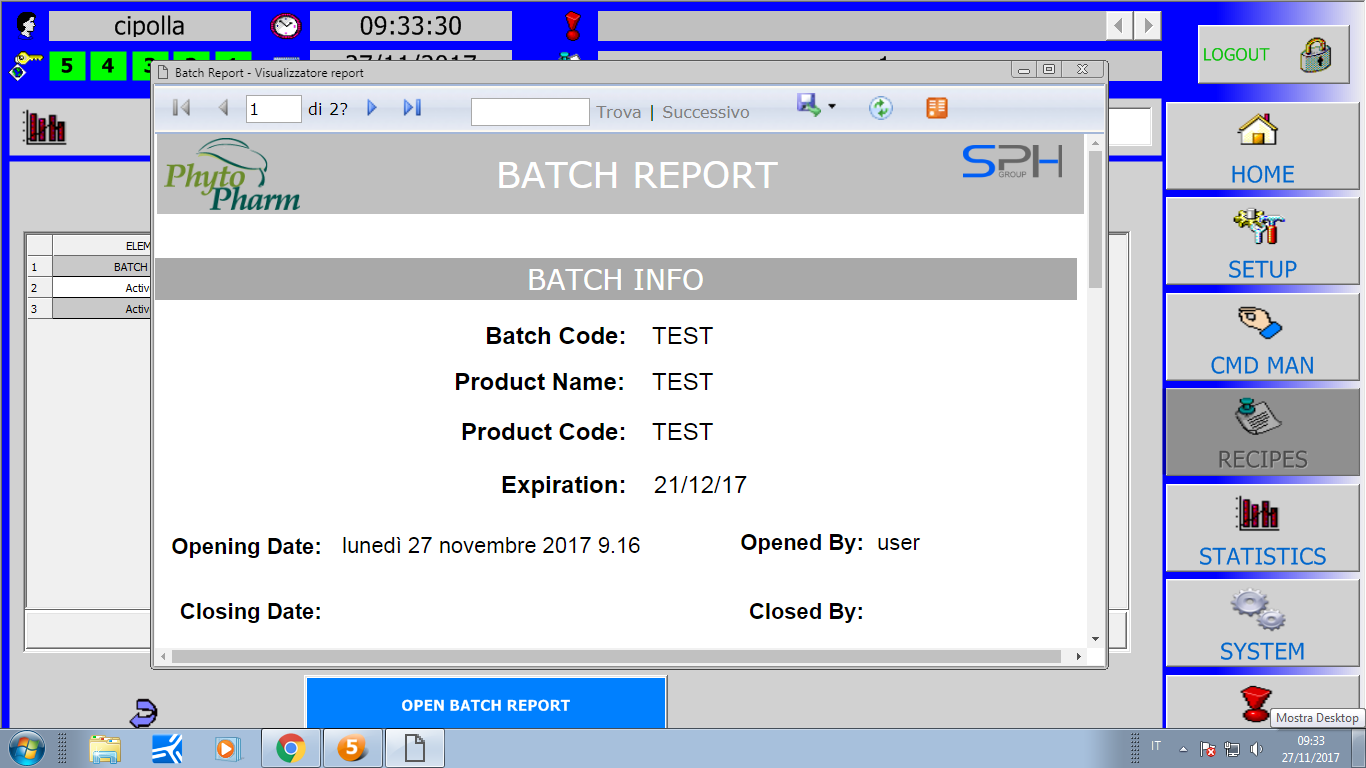 cipolla
09:33:30
5 4 3
27/11/2017
LOGOUT
Batch Report - Visualizzatore report
1 di 2? Trova | Successivo
Phyto
Pharm
BATCH REPORT
SPH
GROUP
BATCH INFO
Batch Code: TEST
Product Name: TEST
Product Code: TEST
Expiration: 21/12/17
Opening Date: lunedì 27 novembre 2017 9.16
Opened By: user
Closing Date:
Closed By:
ELEM
1 BATCH
2 Activ
3 Activ
OPEN BATCH REPORT
HOME
SETUP
CMD MAN
RECIPES
STATISTICS
SYSTEM
Mostra Desktop
5
IT
09:33
27/11/2017